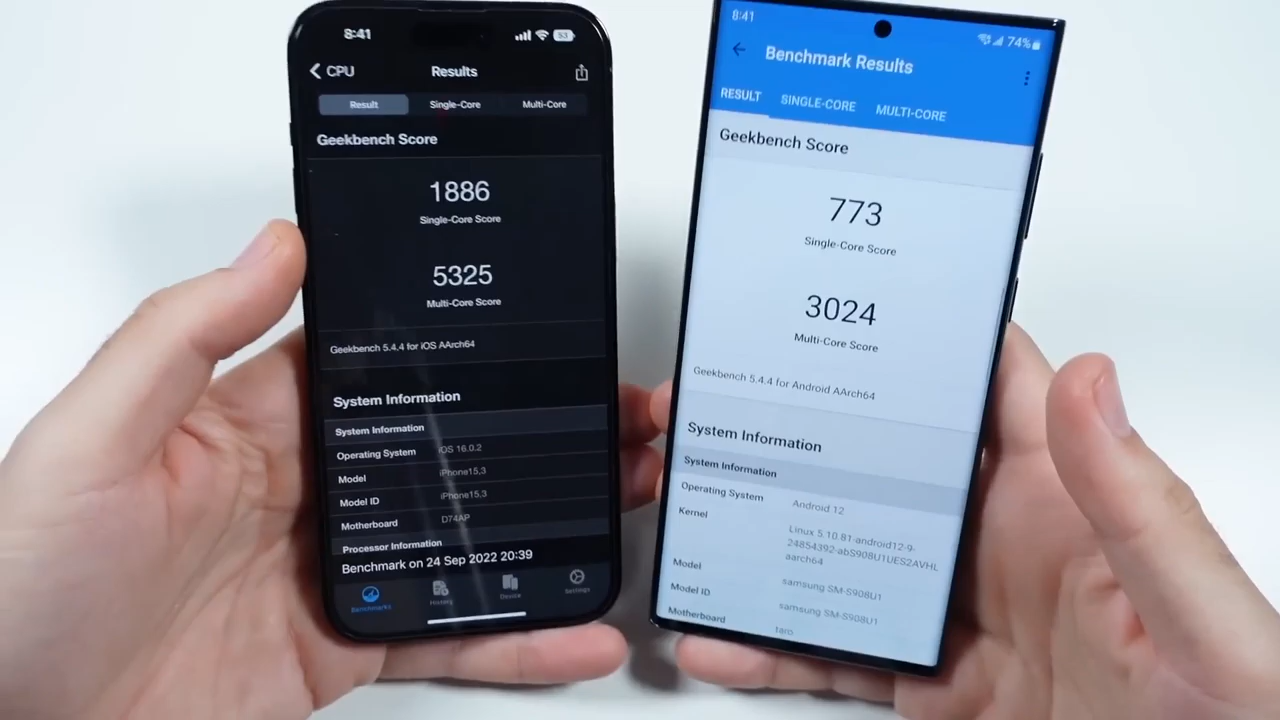 8:41
53
CPU
Results
Result
Single-Core
Multi-Core
Geekbench Score
1886
Single-Core Score
5325
Multi-Core Score
Geekbench 5.4.4 for iOS AArch64
System Information
System Information
Operating System iOS 16.0.2
Model iPhone15,3
Model ID iPhone15,3
Motherboard D74AP
Processor Information
Benchmark on 24 Sep 2022 20:39
Benchmarks
History
Device
Settings
8:41
74%
Benchmark Results
RESULT
SINGLE-CORE
MULTI-CORE
Geekbench Score
773
Single-Core Score
3024
Multi-Core Score
Geekbench 5.4.4 for Android AArch64
System Information
System Information
Operating System Android 12
Kernel Linux 5.10.81-android12-9-
24854392-abS908U1UES2AVHL
aarch64
Model samsung SM-S908U1
Model ID samsung SM-S908U1
Motherboard taro